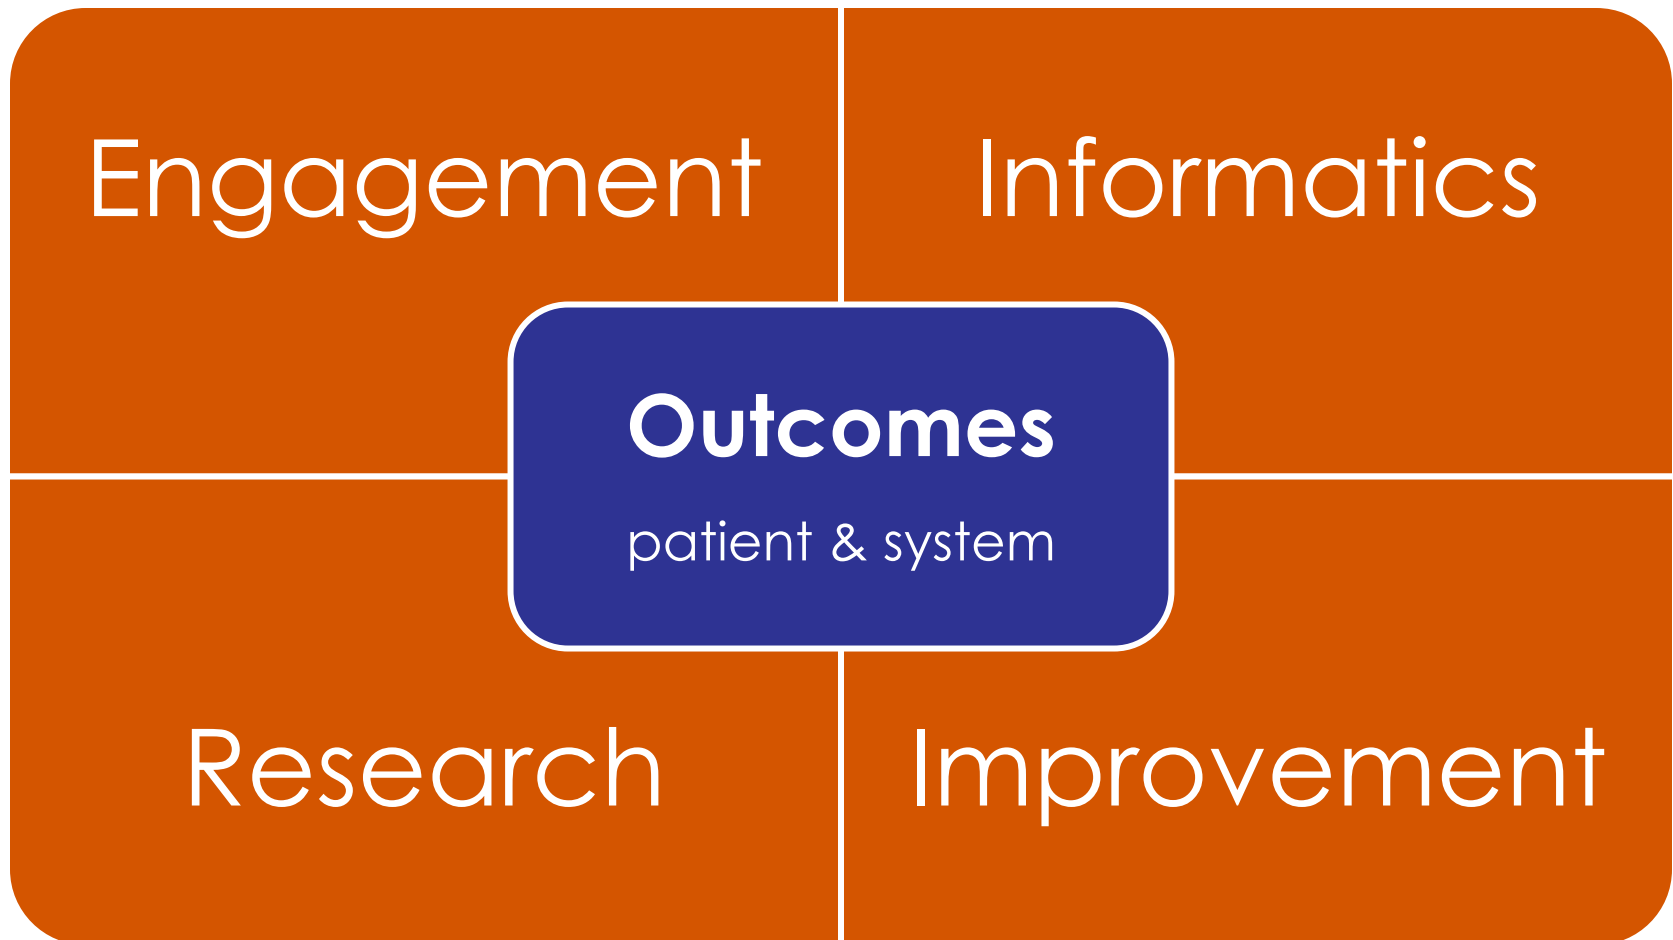 Engagement
Informatics
Outcomes
patient & system
Research
Improvement